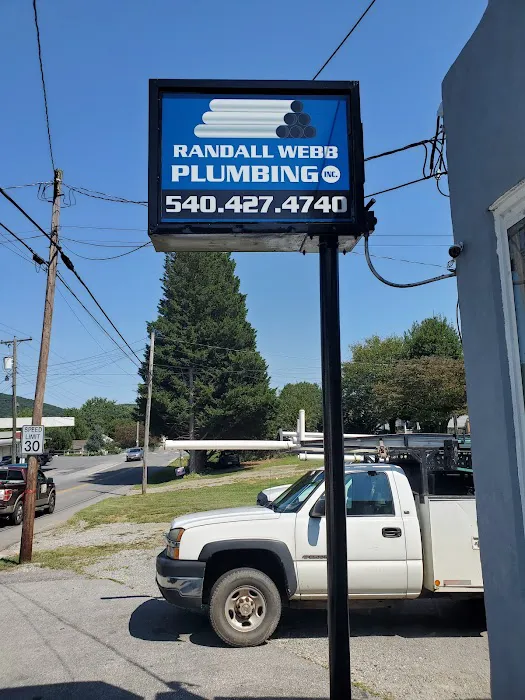 RANDALL WEBB
PLUMBING INC.
540.427.4740
SPEED
LIMIT
30